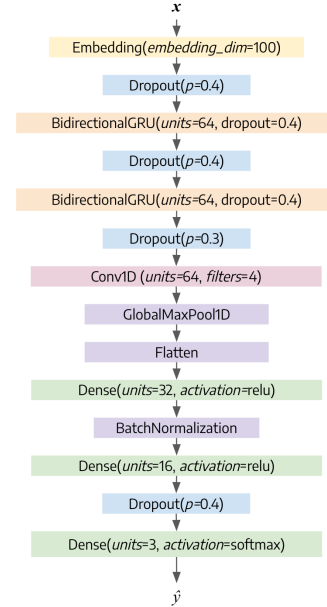 x
Embedding(embedding_dim=100)
Dropout(p=0.4)
BidirectionalGRU(units=64, dropout=0.4)
Dropout(p=0.4)
BidirectionalGRU(units=64, dropout=0.4)
Dropout(p=0.3)
Conv1D (units=64, filters=4)
GlobalMaxPool1D
Flatten
Dense(units=32, activation=relu)
BatchNormalization
Dense(units=16, activation=relu)
Dropout(p=0.4)
Dense(units=3, activation=softmax)
ŷ